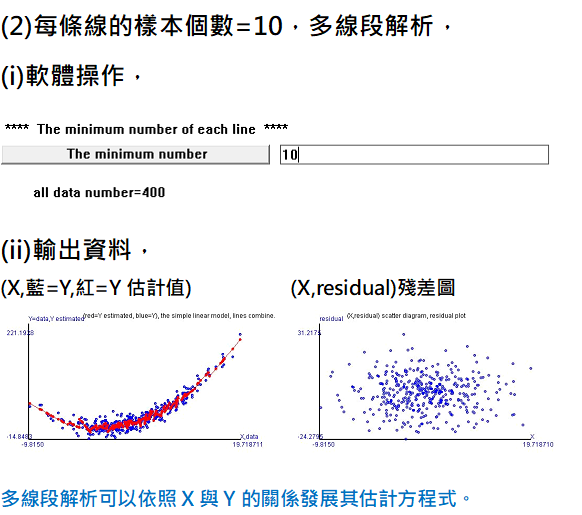 (2)每條線的樣本個數=10，多線段解析，
(i)軟體操作，
**** The minimum number of each line ****
The minimum number 10
all data number=400
(ii)輸出資料，
(X,藍=Y,紅=Y 估計值) (X,residual)殘差圖
Y=data,Y estimated (red=Y estimated, blue=Y), the simple linear model, lines combine.
221.1928
-14.8483
-9.8150
X,data
19.718711
residual (X,residual) scatter diagram, residual plot
31.2175
-24.2795
-9.8150
X
19.718710
多線段解析可以依照 X 與 Y 的關係發展其估計方程式。